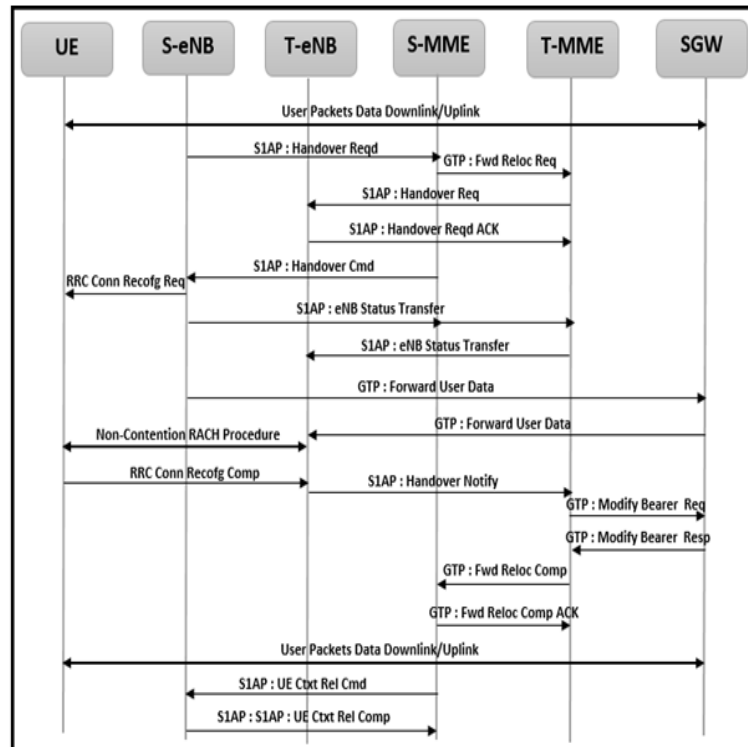 UE S-eNB T-eNB S-MME T-MME SGW
User Packets Data Downlink/Uplink
S1AP : Handover Reqd
GTP : Fwd Reloc Req
S1AP : Handover Req
S1AP : Handover Reqd ACK
S1AP : Handover Cmd
RRC Conn Recofg Req
S1AP : eNB Status Transfer
S1AP : eNB Status Transfer
GTP : Forward User Data
GTP : Forward User Data
Non-Contention RACH Procedure
RRC Conn Recofg Comp
S1AP : Handover Notify
GTP : Modify Bearer Req
GTP : Modify Bearer Resp
GTP : Fwd Reloc Comp
GTP : Fwd Reloc Comp ACK
User Packets Data Downlink/Uplink
S1AP : UE Ctxt Rel Cmd
S1AP : S1AP : UE Ctxt Rel Comp